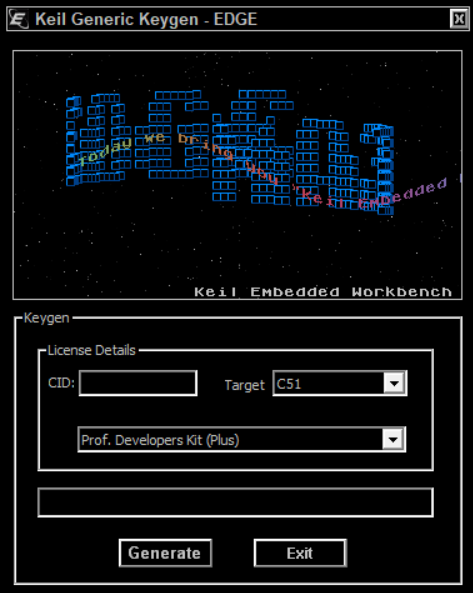 Keil Generic Keygen - EDGE
Today we bring you "Keil Embedded
Keil Embedded Workbench
Keygen
License Details
CID:
Target
C51
Prof. Developers Kit (Plus)
Generate
Exit